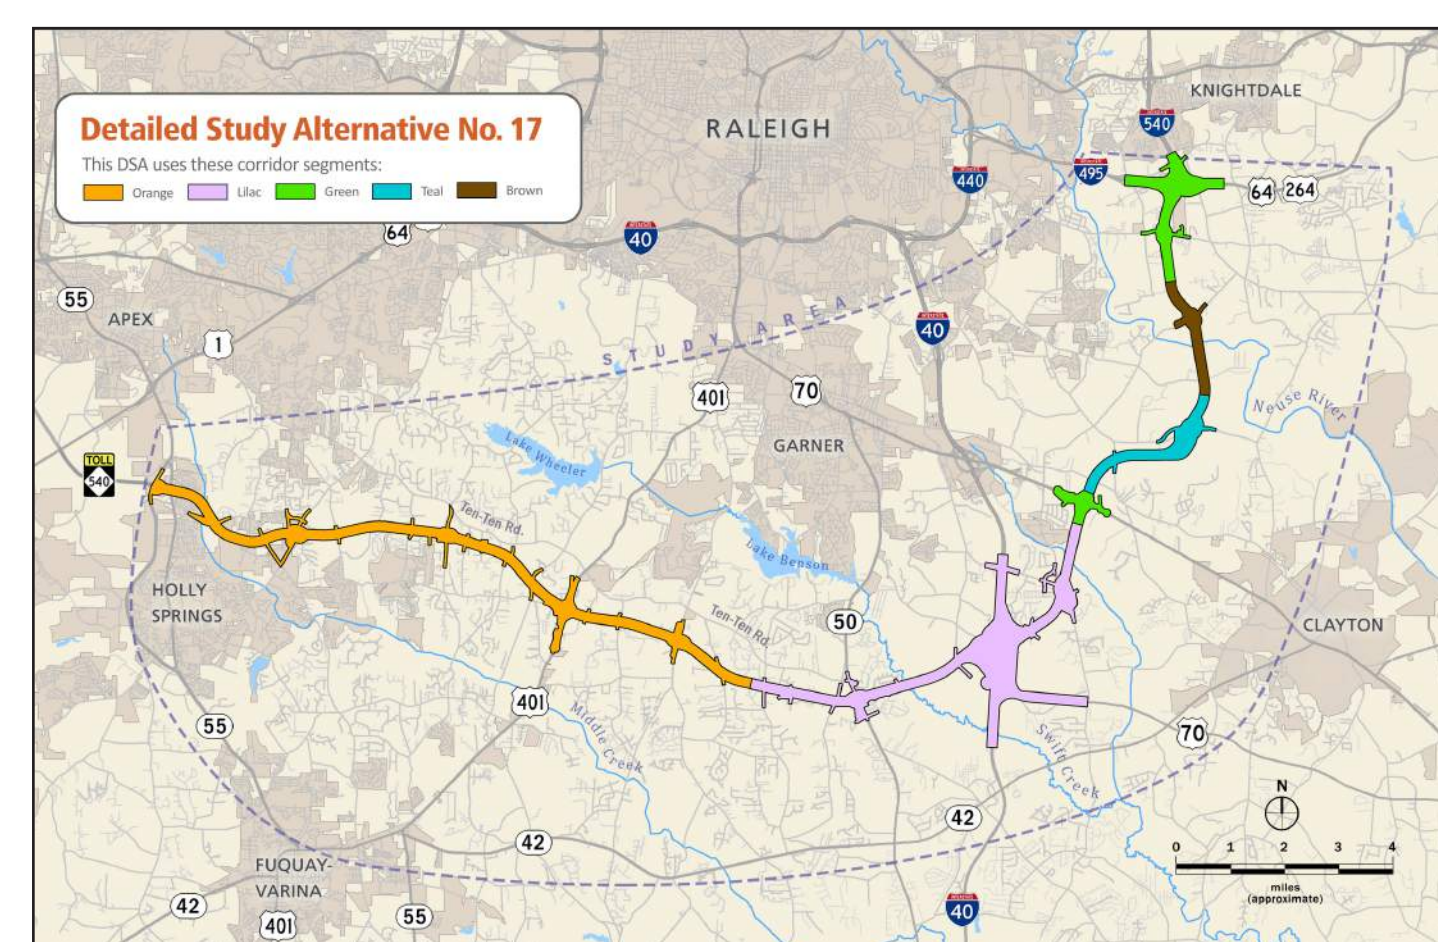 KNIGHTDALE
Detailed Study Alternative No. 17
This DSA uses these corridor segments:
Orange Lilac Green Teal Brown
RALEIGH
540
495
440
64 264
64
40
55
APEX
1
STUDY AREA
40
401
70
Neuse River
GARNER
Lake Wheeler
TOLL
540
Ten-Ten Rd.
Lake Benson
HOLLY
SPRINGS
Ten-Ten Rd.
50
CLAYTON
401
Middle Creek
55
Swift Creek
70
N
42
42
0 1 2 3 4
miles
(approximate)
FUQUAY-
VARINA
42
401
55
40